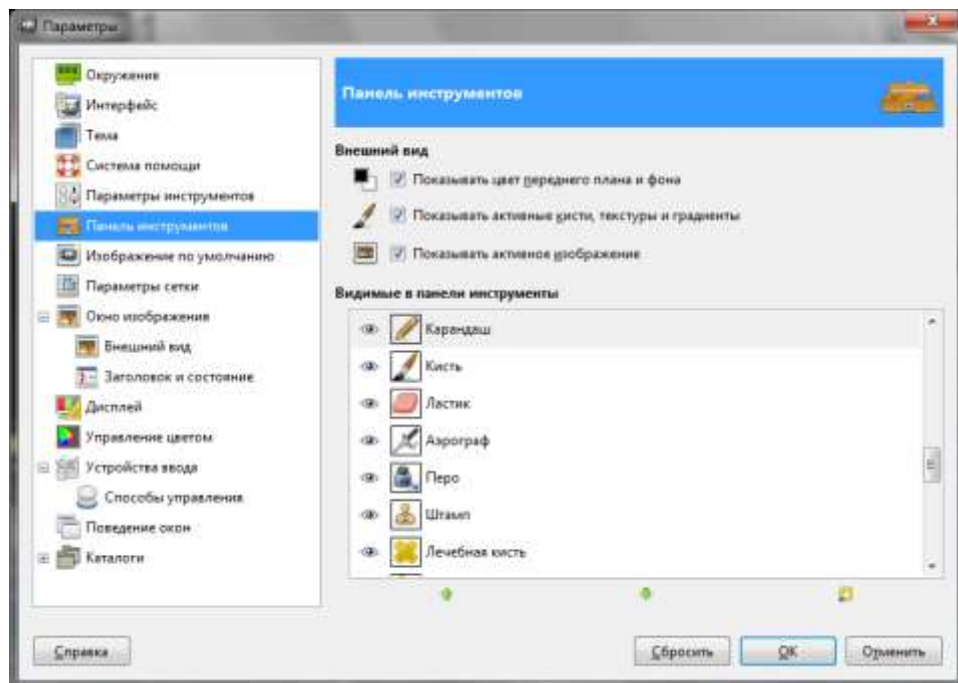 Параметры
Окружение
Интерфейс
Тема
Система помощи
Параметры инструментов
Панель инструментов
Изображение по умолчанию
Параметры сетки
Окно изображения
Внешний вид
Заголовок и состояние
Дисплей
Управление цветом
Устройства ввода
Способы управления
Поведение окон
Каталоги
Панель инструментов
Внешний вид
Показывать цвет переднего плана и фона
Показывать активные кисти, текстуры и градиенты
Показывать активное изображение
Видимые в панели инструменты
Карандаш
Кисть
Ластик
Аэрограф
Перо
Штамп
Лечебная кисть
Справка
Сбросить
OK
Отменить